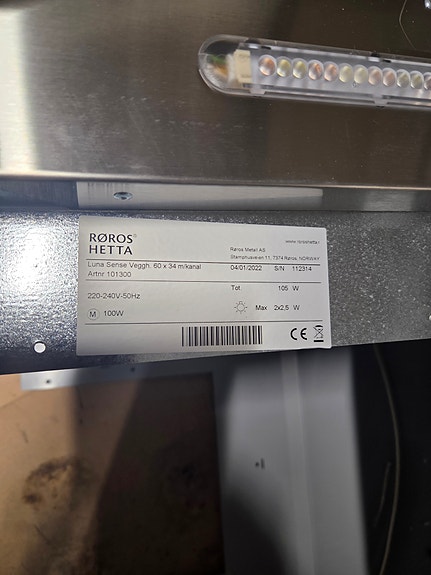 RØROS®
HETTA
Røros Metall AS
www.roroshetta.r
Stamphusveien 11, 7374 Røros, NORWAY
Luna Sense Veggh. 60 x 34 m/kanal
04/01/2022 S/N 112314
Artnr 101300
Tot. 105 W
220-240V-50Hz
Max 2x2,5 W
M 100W
CE